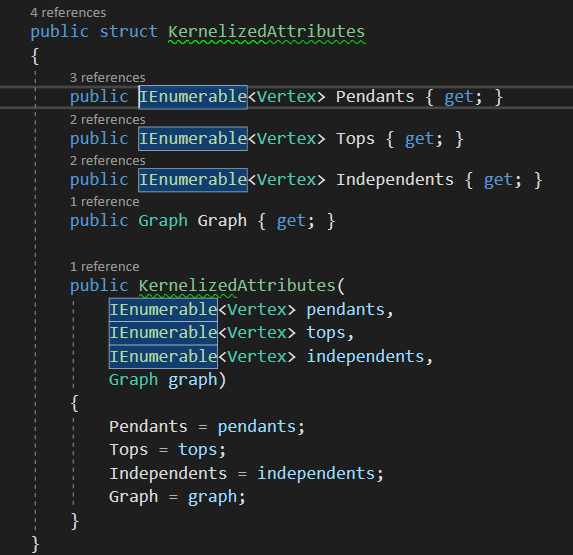 4 references
public struct KernelizedAttributes
{
3 references
public IEnumerable<Vertex> Pendants { get; }
2 references
public IEnumerable<Vertex> Tops { get; }
2 references
public IEnumerable<Vertex> Independents { get; }
1 reference
public Graph Graph { get; }
1 reference
public KernelizedAttributes(
IEnumerable<Vertex> pendants,
IEnumerable<Vertex> tops,
IEnumerable<Vertex> independents,
Graph graph)
{
Pendants = pendants;
Tops = tops;
Independents = independents;
Graph = graph;
}
}